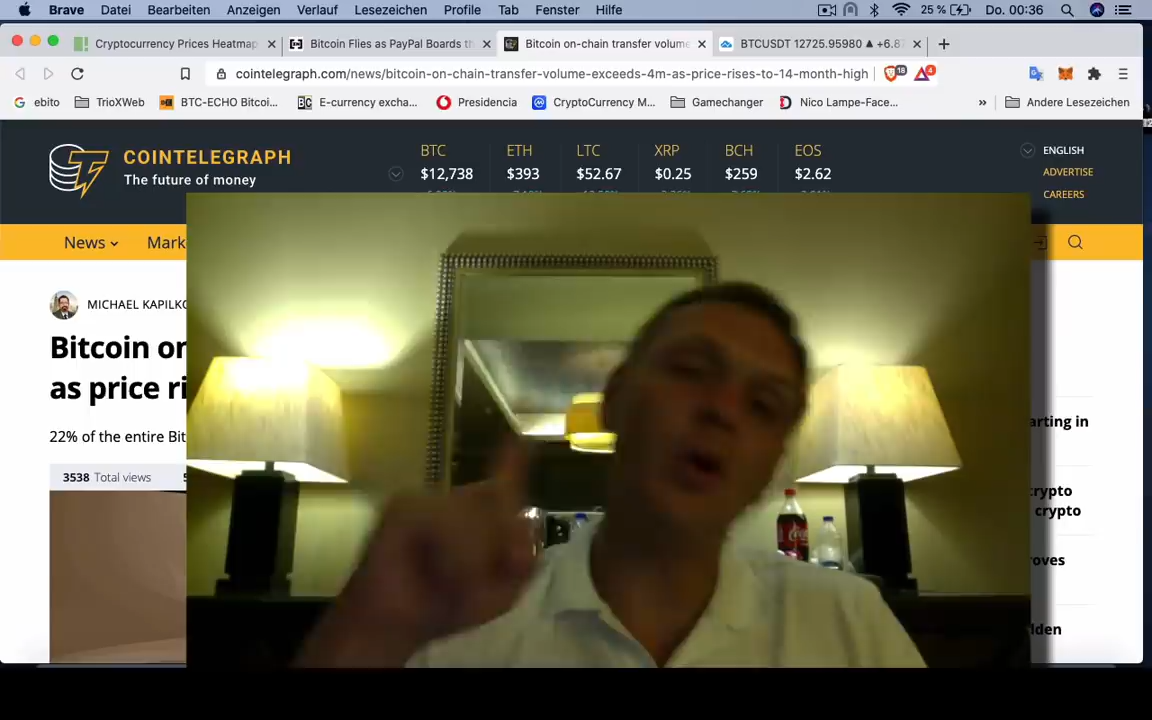 Brave Datei Bearbeiten Anzeigen Verlauf Lesezeichen Profile Tab Fenster Hilfe 25 % Do. 00:36
Cryptocurrency Prices Heatmap Bitcoin Flies as PayPal Boards th Bitcoin on-chain transfer volume BTCUSDT 12725.95980 ▲ +6.8
cointelegraph.com/news/bitcoin-on-chain-transfer-volume-exceeds-4m-as-price-rises-to-14-month-high 18 4
ebito TrioXWeb BTC-ECHO Bitcoi... E-currency excha... Presidencia CryptoCurrency M... Gamechanger Nico Lampe-Face... » Andere Lesezeichen
COINTELEGRAPH
The future of money
BTC ETH LTC XRP BCH EOS
$12,738 $393 $52.67 $0.25 $259 $2.62
ENGLISH
ADVERTISE
CAREERS
News Mark
MICHAEL KAPILKO
Bitcoin on
as price ri
22% of the entire Bit
3538 Total views
arting in
crypto
crypto
oves
dden